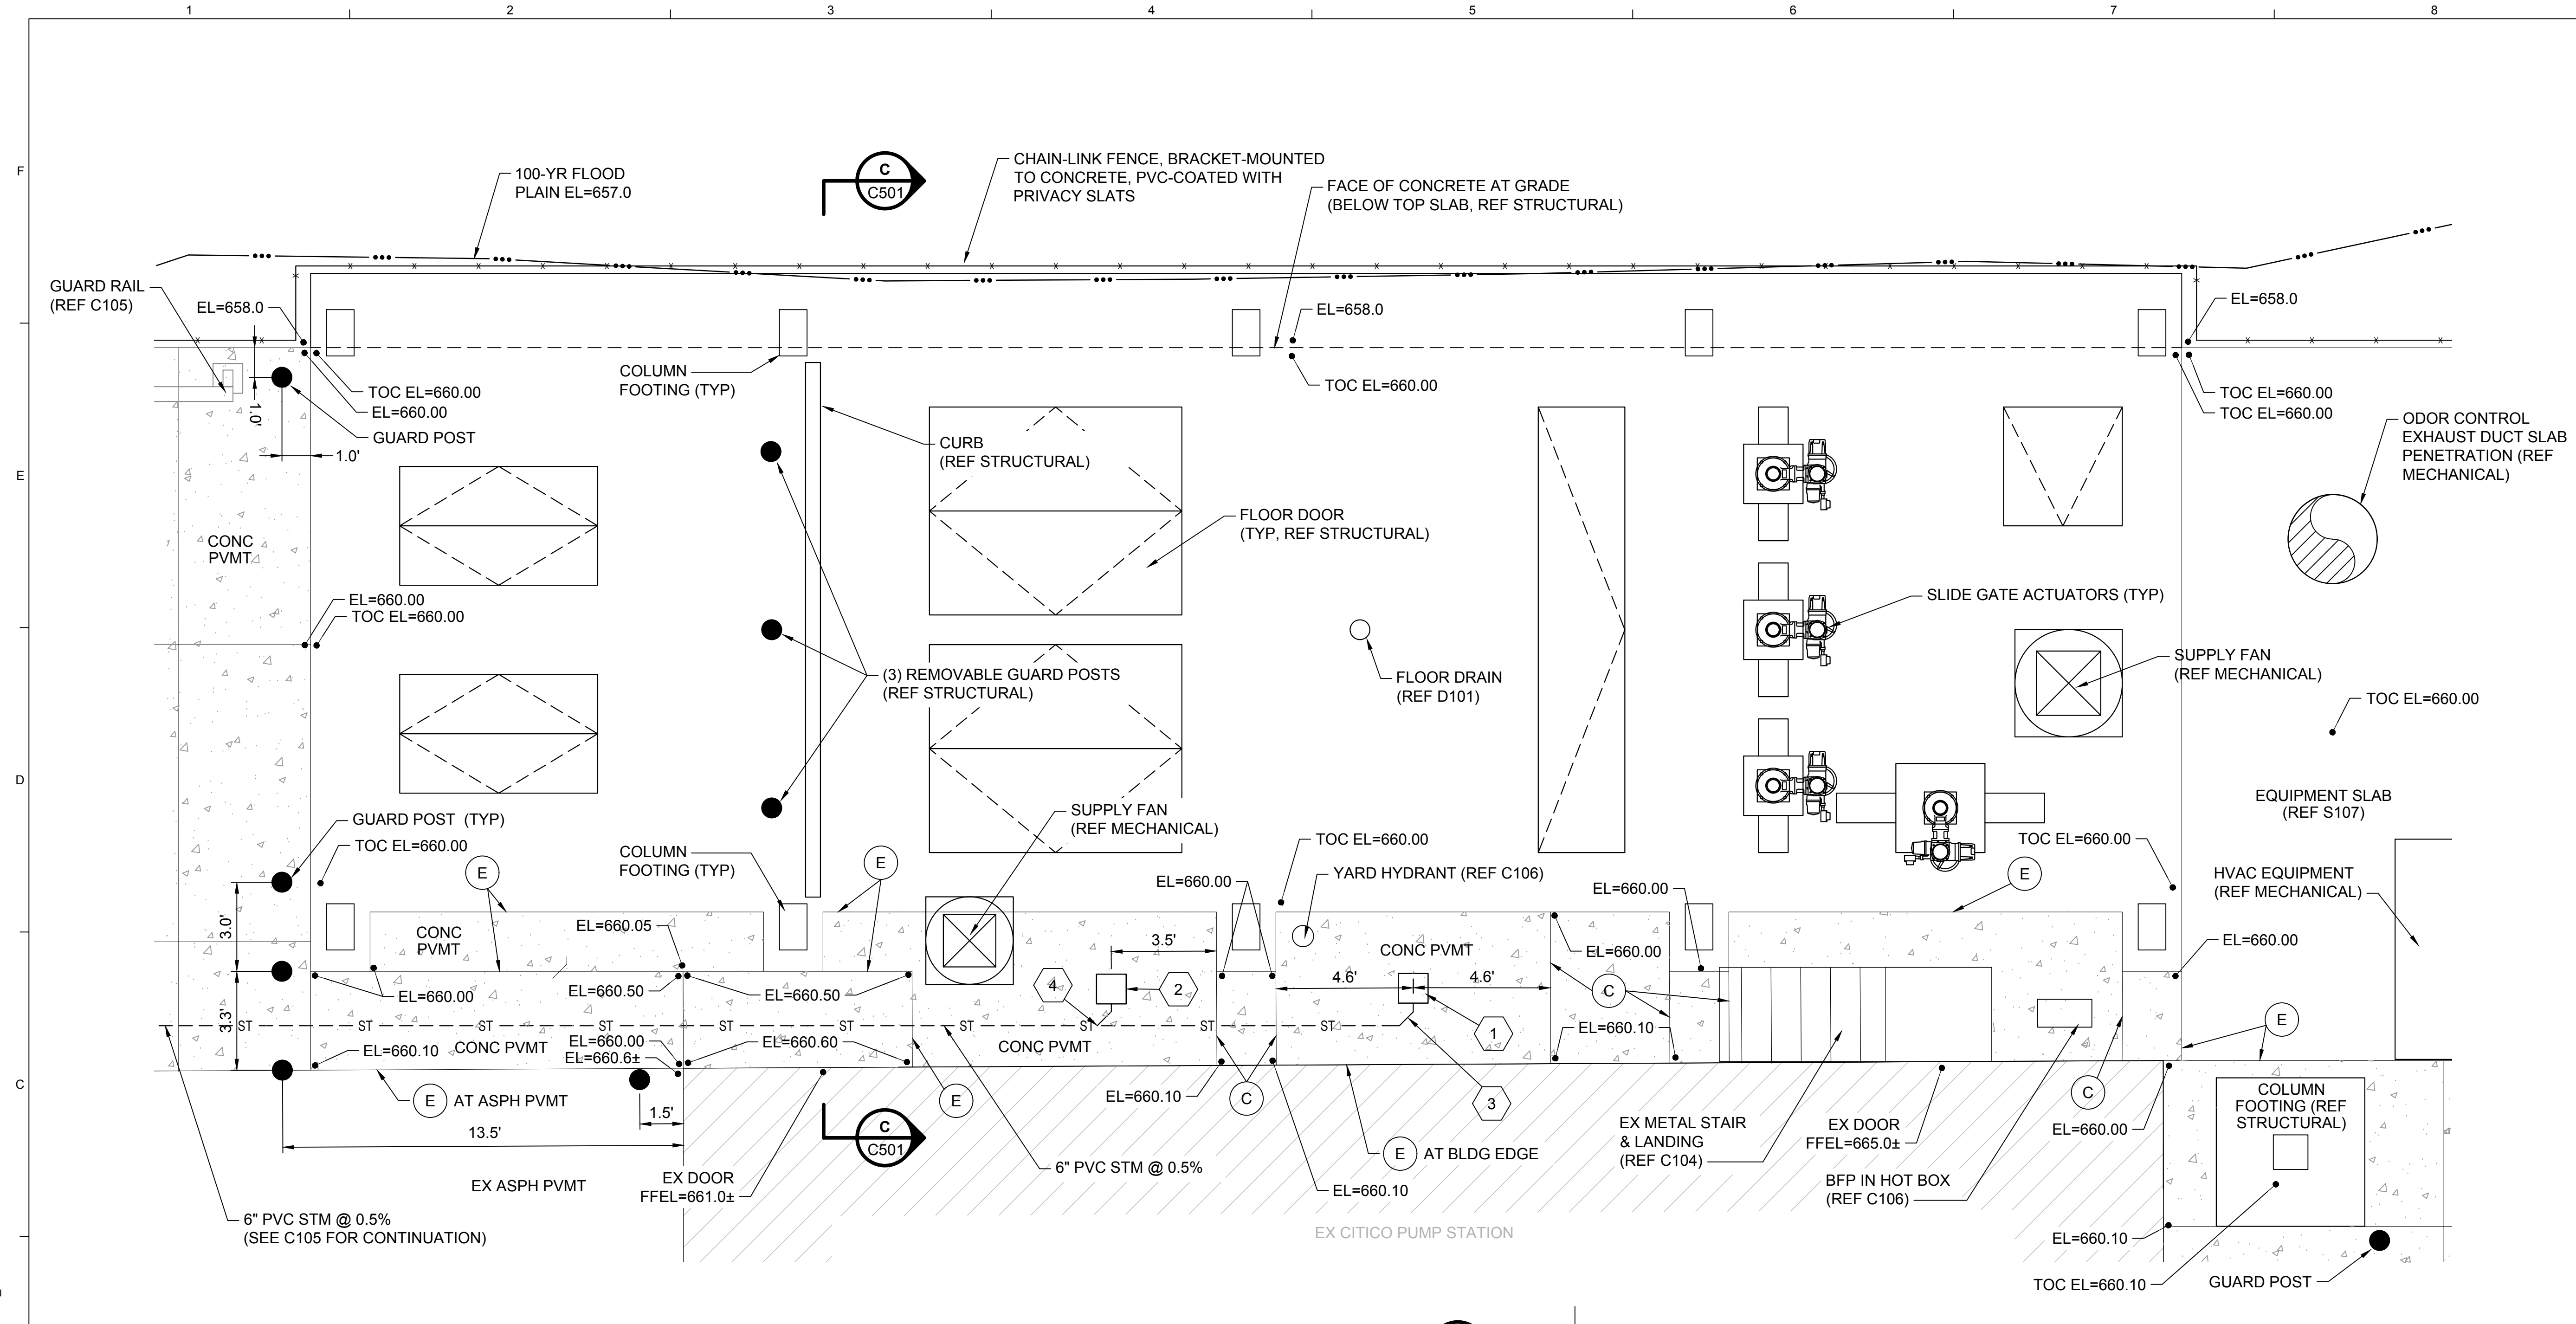 1
2
3
4
5
6
7
8
F
E
D
C
C
C501
100-YR FLOOD
PLAIN EL=657.0
CHAIN-LINK FENCE, BRACKET-MOUNTED
TO CONCRETE, PVC-COATED WITH
PRIVACY SLATS
FACE OF CONCRETE AT GRADE
(BELOW TOP SLAB, REF STRUCTURAL)
GUARD RAIL
(REF C105)
EL=658.0
EL=658.0
EL=658.0
COLUMN
FOOTING (TYP)
TOC EL=660.00
EL=660.00
GUARD POST
1.0'
1.0'
TOC EL=660.00
TOC EL=660.00
TOC EL=660.00
CURB
(REF STRUCTURAL)
ODOR CONTROL
EXHAUST DUCT SLAB
PENETRATION (REF
MECHANICAL)
FLOOR DOOR
(TYP, REF STRUCTURAL)
CONC
PVMT
EL=660.00
TOC EL=660.00
SLIDE GATE ACTUATORS (TYP)
(3) REMOVABLE GUARD POSTS
(REF STRUCTURAL)
FLOOR DRAIN
(REF D101)
SUPPLY FAN
(REF MECHANICAL)
TOC EL=660.00
EQUIPMENT SLAB
(REF S107)
GUARD POST (TYP)
TOC EL=660.00
SUPPLY FAN
(REF MECHANICAL)
TOC EL=660.00
TOC EL=660.00
COLUMN
FOOTING (TYP)
E
E
E
YARD HYDRANT (REF C106)
EL=660.00
EL=660.00
HVAC EQUIPMENT
(REF MECHANICAL)
3.0'
CONC
PVMT
EL=660.05
3.5'
CONC PVMT
EL=660.00
EL=660.00
4.6'
4.6'
EL=660.00
EL=660.50
EL=660.50
4
2
C
3.3'
ST
ST
ST
ST
ST
ST
ST
ST
ST
ST
EL=660.10
CONC PVMT
EL=660.00
EL=660.6±
EL=660.60
CONC PVMT
1
EL=660.10
E
E
AT ASPH PVMT
1.5'
13.5'
E
EL=660.10
C
3
C
C
C501
EX METAL STAIR
& LANDING
(REF C104)
EX DOOR
FFEL=665.0±
EL=660.00
COLUMN
FOOTING (REF
STRUCTURAL)
E
AT BLDG EDGE
EX ASPH PVMT
EX DOOR
FFEL=661.0±
6" PVC STM @ 0.5%
EL=660.10
BFP IN HOT BOX
(REF C106)
6" PVC STM @ 0.5%
(SEE C105 FOR CONTINUATION)
EX CITICO PUMP STATION
EL=660.10
TOC EL=660.10
GUARD POST